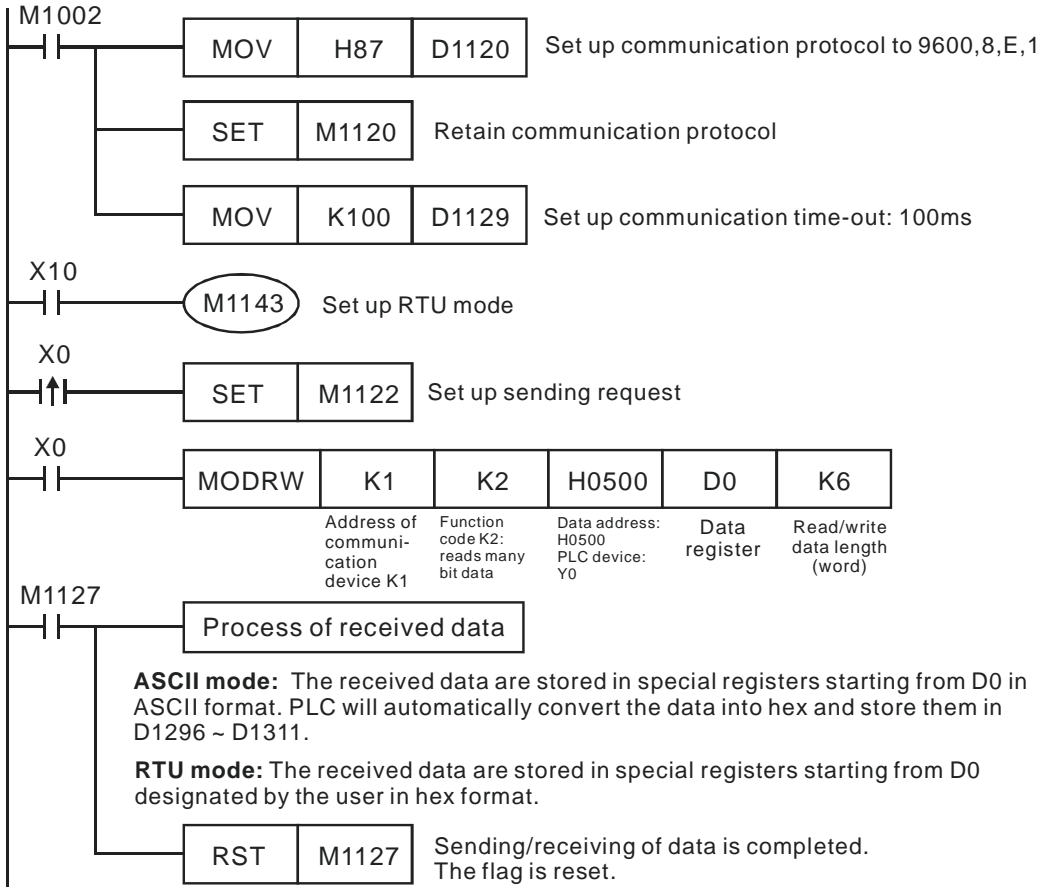 M1002
MOV H87 D1120 Set up communication protocol to 9600,8,E,1
SET M1120 Retain communication protocol
MOV K100 D1129 Set up communication time-out: 100ms
X10
M1143 Set up RTU mode
X0
SET M1122 Set up sending request
X0
MODRW K1 K2 H0500 D0 K6
Address of
communi-
cation
device K1
Function
code K2:
reads many
bit data
Data address:
H0500
PLC device:
Y0
Data
register
Read/write
data length
(word)
M1127
Process of received data
ASCII mode: The received data are stored in special registers starting from D0 in
ASCII format. PLC will automatically convert the data into hex and store them in
D1296 ~ D1311.
RTU mode: The received data are stored in special registers starting from D0
designated by the user in hex format.
RST M1127 Sending/receiving of data is completed.
The flag is reset.